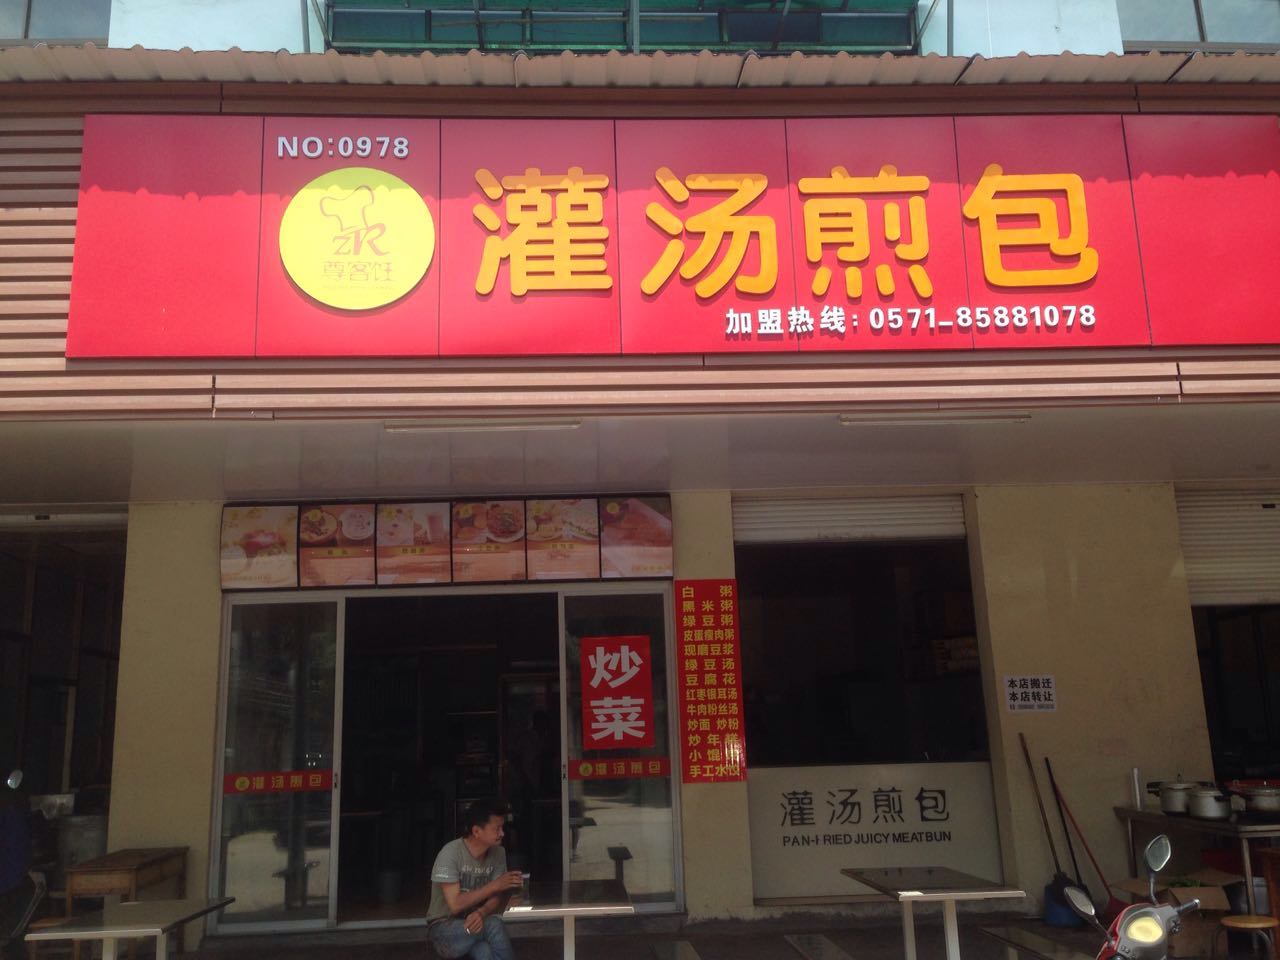 NO:0978
灌汤煎包
ZK
尊客饪
加盟热线：0571-85881078
炒菜
白粥
黑米粥
绿豆粥
皮蛋瘦肉粥
现磨豆浆
绿豆汤
豆腐花
红枣银耳汤
牛肉粉丝汤
炒面 炒粉
炒年糕
小馄饨
手工水饺
本店搬迁
本店转让
灌汤煎包
灌汤煎包
灌汤煎包
PAN-FRIED JUICY MEATBUN